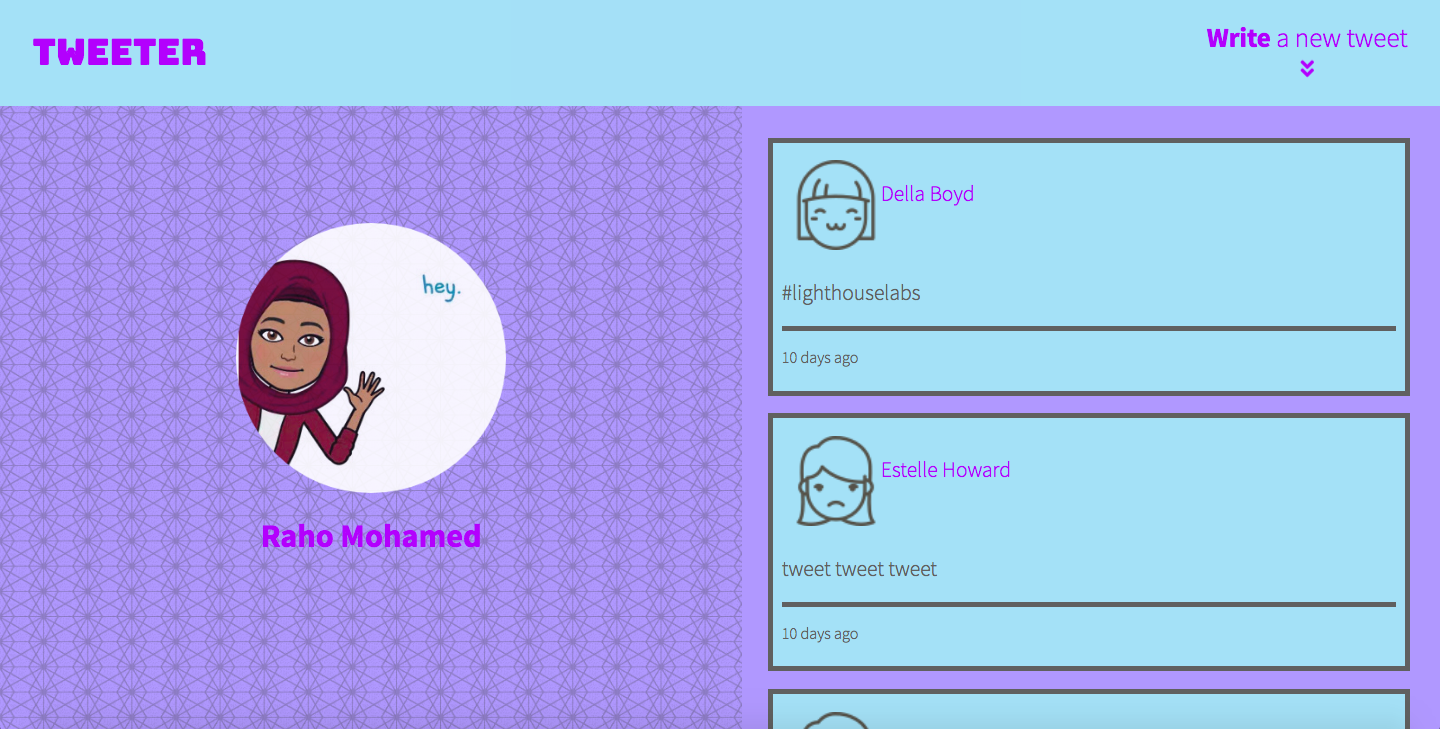 TWEETER
Write a new tweet
hey.
Raho Mohamed
Della Boyd
#lighthouselabs
10 days ago
Estelle Howard
tweet tweet tweet
10 days ago